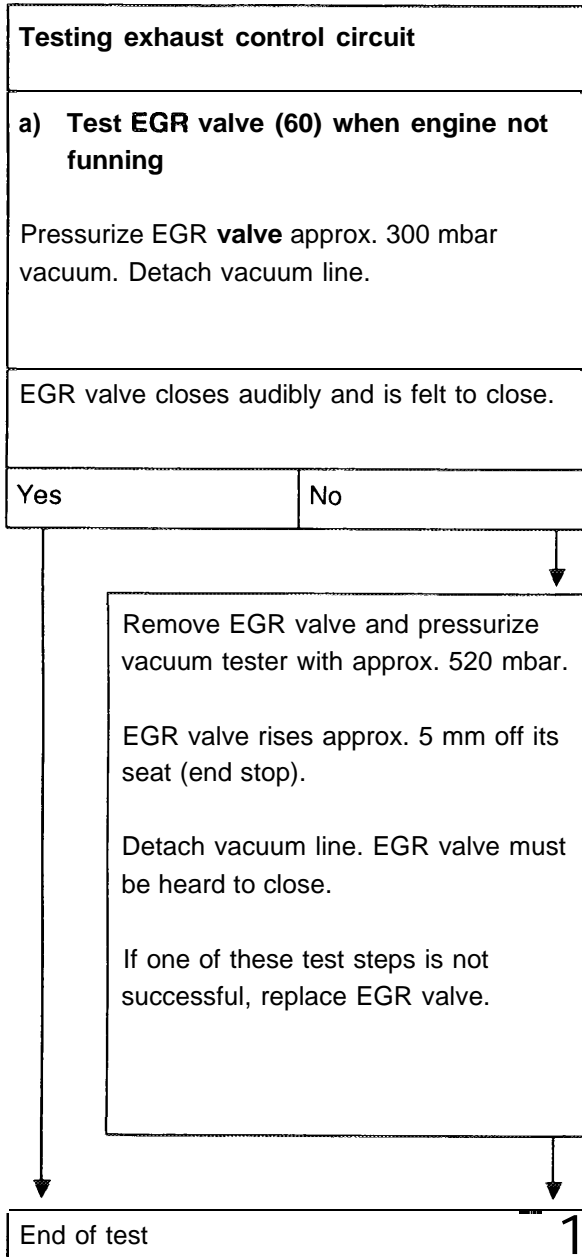 Testing exhaust control circuit
a) Test EGR valve (60) when engine not
funning
Pressurize EGR valve approx. 300 mbar
vacuum. Detach vacuum line.
EGR valve closes audibly and is felt to close.
Yes
No
Remove EGR valve and pressurize
vacuum tester with approx. 520 mbar.
EGR valve rises approx. 5 mm off its
seat (end stop).
Detach vacuum line. EGR valve must
be heard to close.
If one of these test steps is not
successful, replace EGR valve.
End of test
1